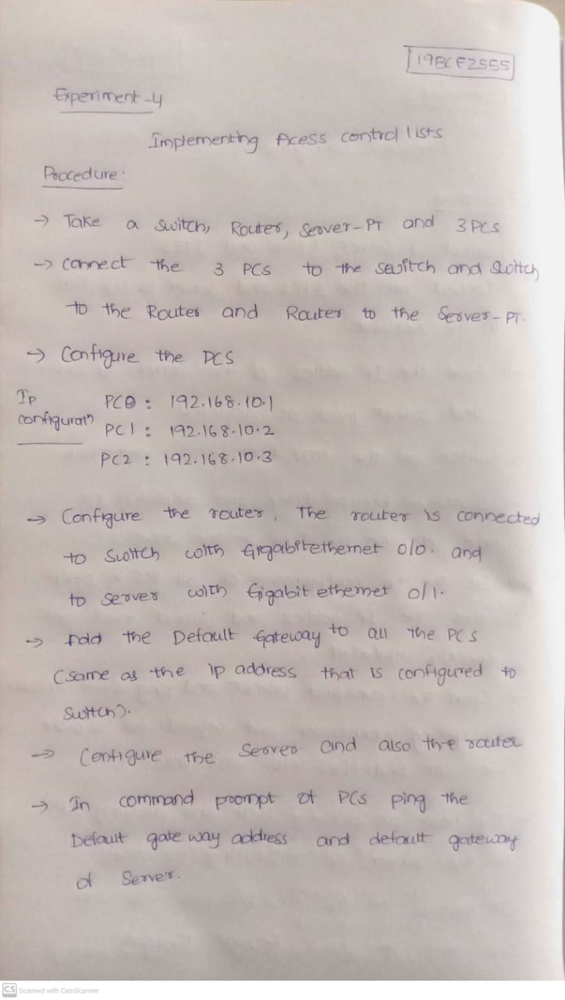 19BCE2555
Experiment-4
Implementing Acess control lists
Procedure:
→ Take a switch, Router, Server-PT and 3 PCs
→ Connect the 3 PCs to the switch and switch
to the Router and Router to the Server-PT.
→ Configure the PCS
Ip
configuratn
PC0 : 192.168.10.1
PC1 : 192.168.10.2
PC2 : 192.168.10.3
→ Configure the router, The router is connected
to switch with Gigabitethernet 0/0. and
to server with Gigabit ethernet 0/1.
→ Add the Default Gateway to all the PCs
(same as the ip address that is configured to
switch).
→ Configure the Server and also the router
→ In command prompt of PCs ping the
Default gate way address and default gateway
of Server.
CS Scanned with CamScanner